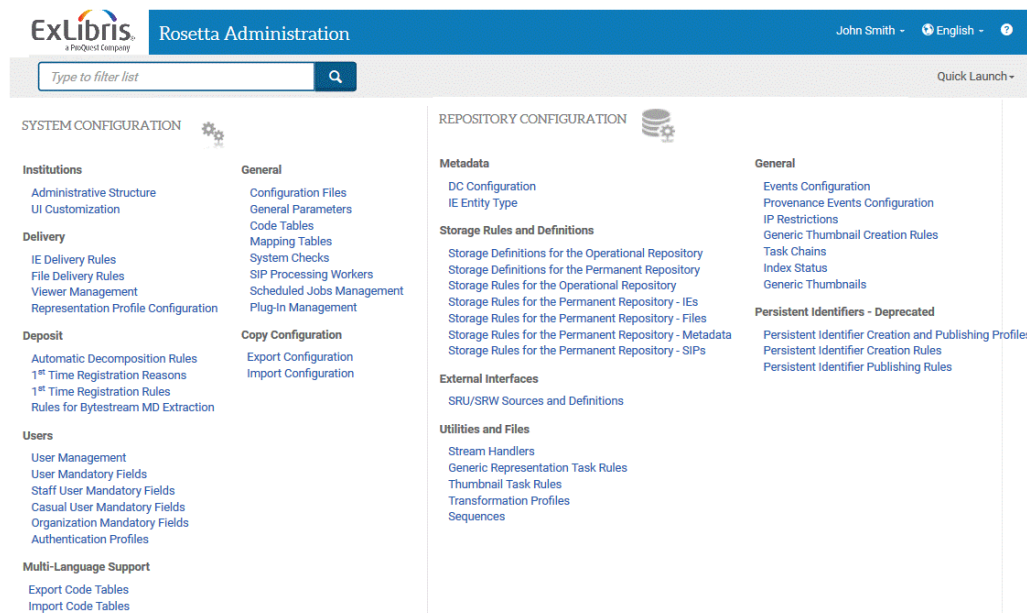 ExLibris
a ProQuest Company
Rosetta Administration
John Smith
English
?
Type to filter list
Quick Launch
SYSTEM CONFIGURATION
Institutions
Administrative Structure
UI Customization
Delivery
IE Delivery Rules
File Delivery Rules
Viewer Management
Representation Profile Configuration
Deposit
Automatic Decomposition Rules
1st Time Registration Reasons
1st Time Registration Rules
Rules for Bytestream MD Extraction
Users
User Management
User Mandatory Fields
Staff User Mandatory Fields
Casual User Mandatory Fields
Organization Mandatory Fields
Authentication Profiles
Multi-Language Support
Export Code Tables
Import Code Tables
General
Configuration Files
General Parameters
Code Tables
Mapping Tables
System Checks
SIP Processing Workers
Scheduled Jobs Management
Plug-In Management
Copy Configuration
Export Configuration
Import Configuration
REPOSITORY CONFIGURATION
Metadata
DC Configuration
IE Entity Type
Storage Rules and Definitions
Storage Definitions for the Operational Repository
Storage Definitions for the Permanent Repository
Storage Rules for the Operational Repository
Storage Rules for the Permanent Repository - IEs
Storage Rules for the Permanent Repository - Files
Storage Rules for the Permanent Repository - Metadata
Storage Rules for the Permanent Repository - SIPs
External Interfaces
SRU/SRW Sources and Definitions
Utilities and Files
Stream Handlers
Generic Representation Task Rules
Thumbnail Task Rules
Transformation Profiles
Sequences
General
Events Configuration
Provenance Events Configuration
IP Restrictions
Generic Thumbnail Creation Rules
Task Chains
Index Status
Generic Thumbnails
Persistent Identifiers - Deprecated
Persistent Identifier Creation and Publishing Profiles
Persistent Identifier Creation Rules
Persistent Identifier Publishing Rules